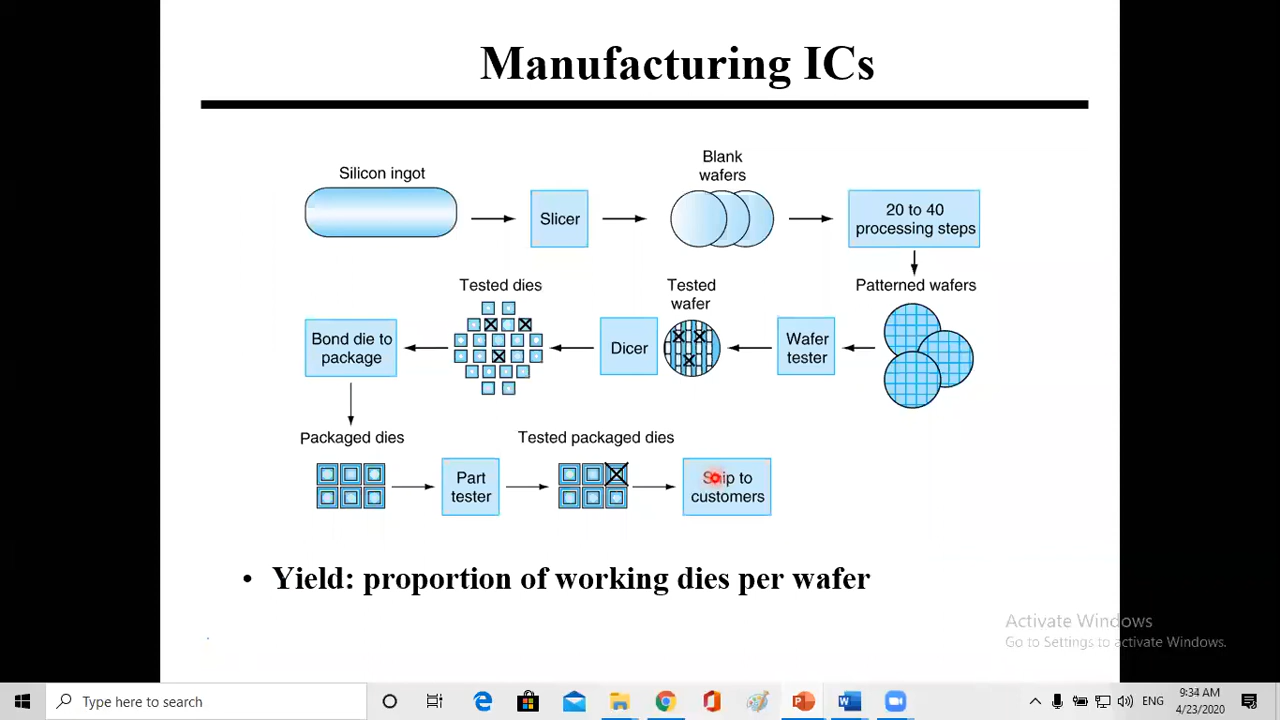 Manufacturing ICs
Silicon ingot
Slicer
Blank
wafers
20 to 40
processing steps
Patterned wafers
Wafer
tester
Tested
wafer
Dicer
Tested dies
Bond die to
package
Packaged dies
Part
tester
Tested packaged dies
Ship to
customers
• Yield: proportion of working dies per wafer
Activate Windows
Go to Settings to activate Windows.
Type here to search
ENG
9:34 AM
4/23/2020